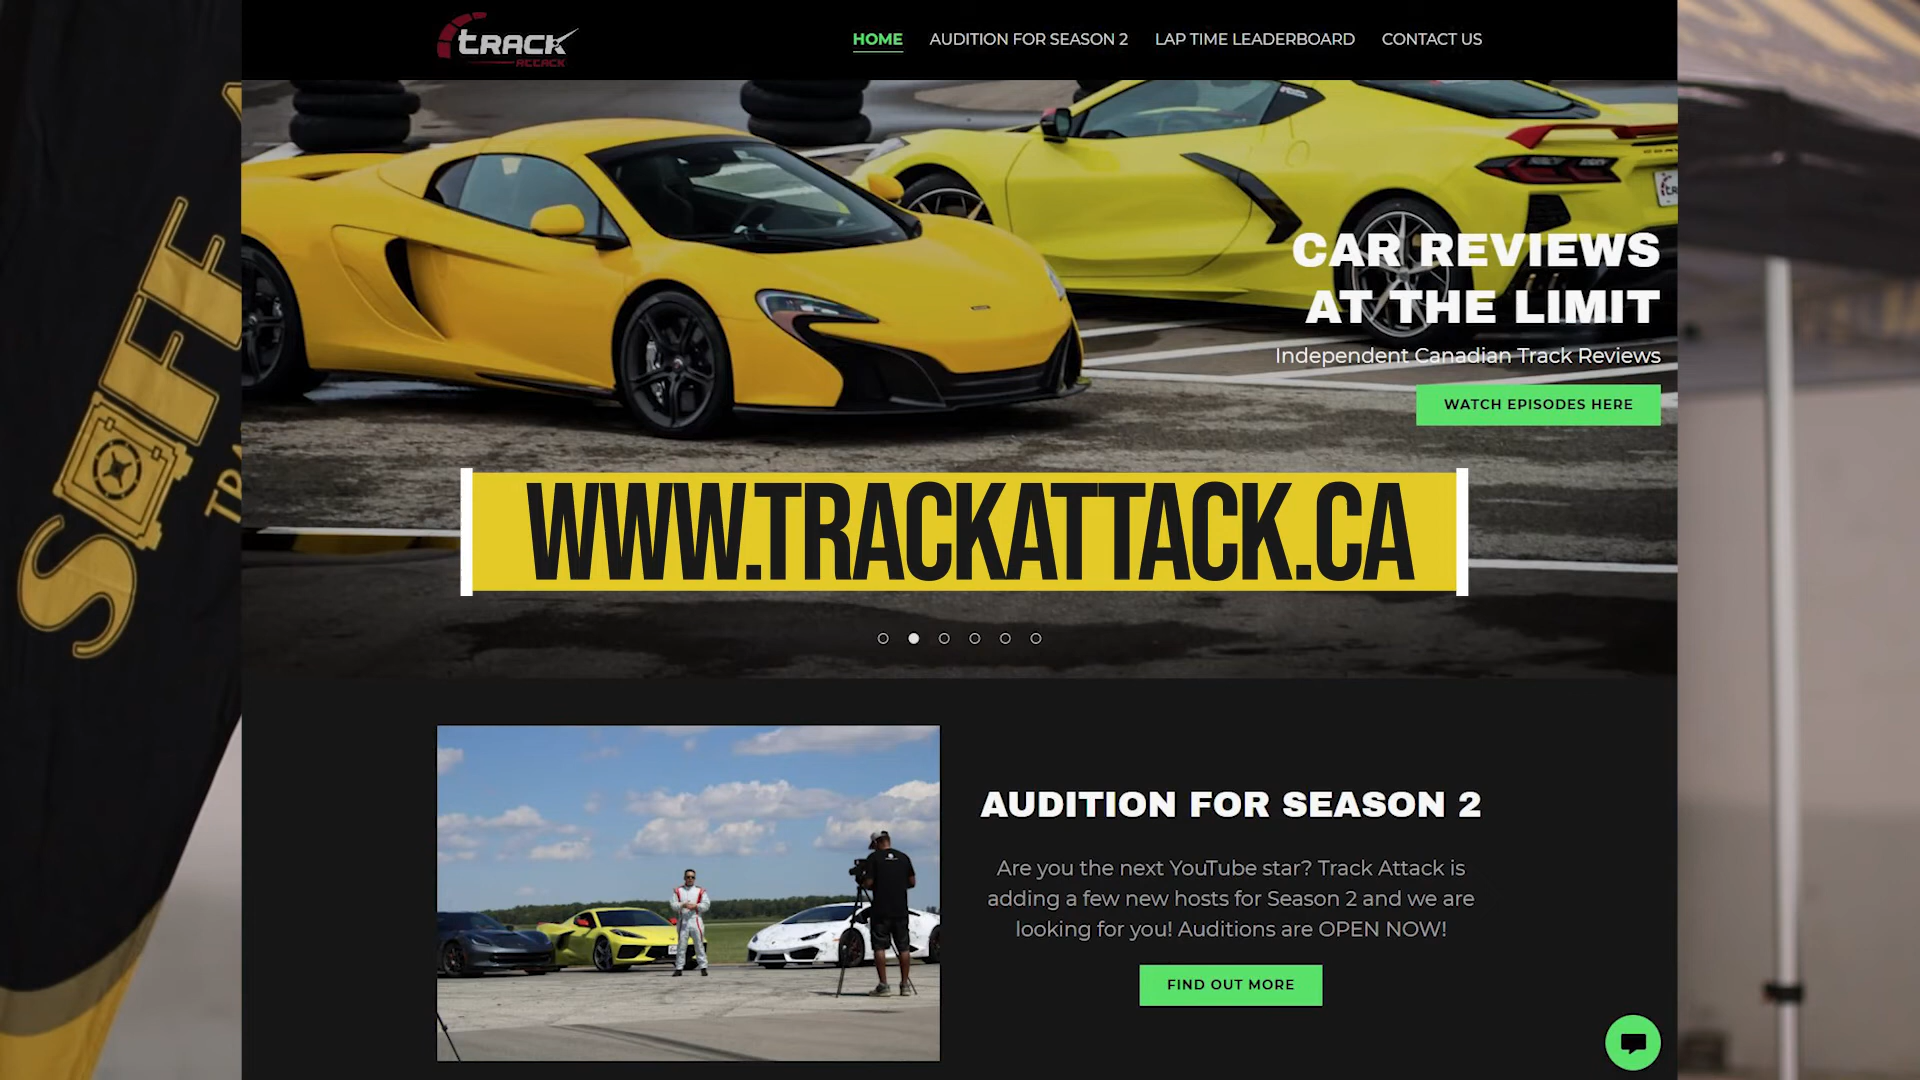 track
ATTACK
HOME
AUDITION FOR SEASON 2
LAP TIME LEADERBOARD
CONTACT US
CAR REVIEWS
AT THE LIMIT
Independent Canadian Track Reviews
WATCH EPISODES HERE
WWW.TRACKATTACK.CA
AUDITION FOR SEASON 2
Are you the next YouTube star? Track Attack is
adding a few new hosts for Season 2 and we are
looking for you! Auditions are OPEN NOW!
FIND OUT MORE